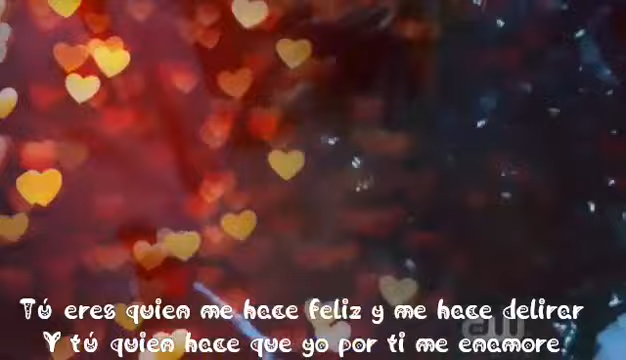 Tú eres quien me hace feliz y me hace delirar
Y tú quien hace que yo por ti me enamore